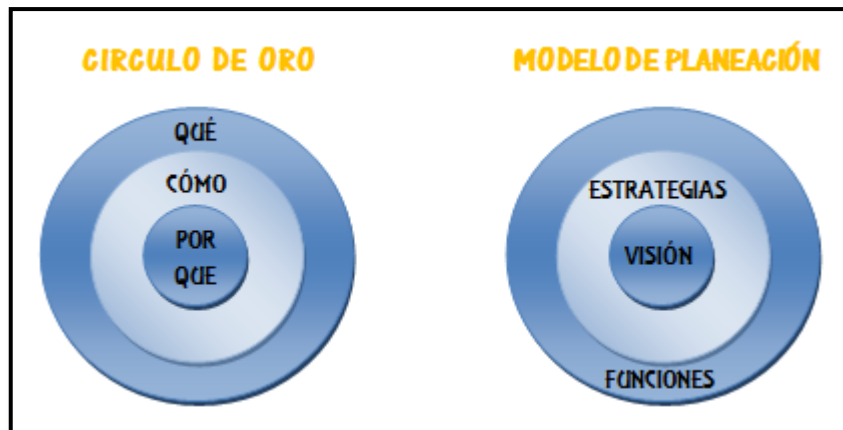 CIRCULO DE ORO
QUÉ
CÓMO
POR
QUE
MODELO DE PLANEACIÓN
ESTRATEGIAS
VISIÓN
FUNCIONES